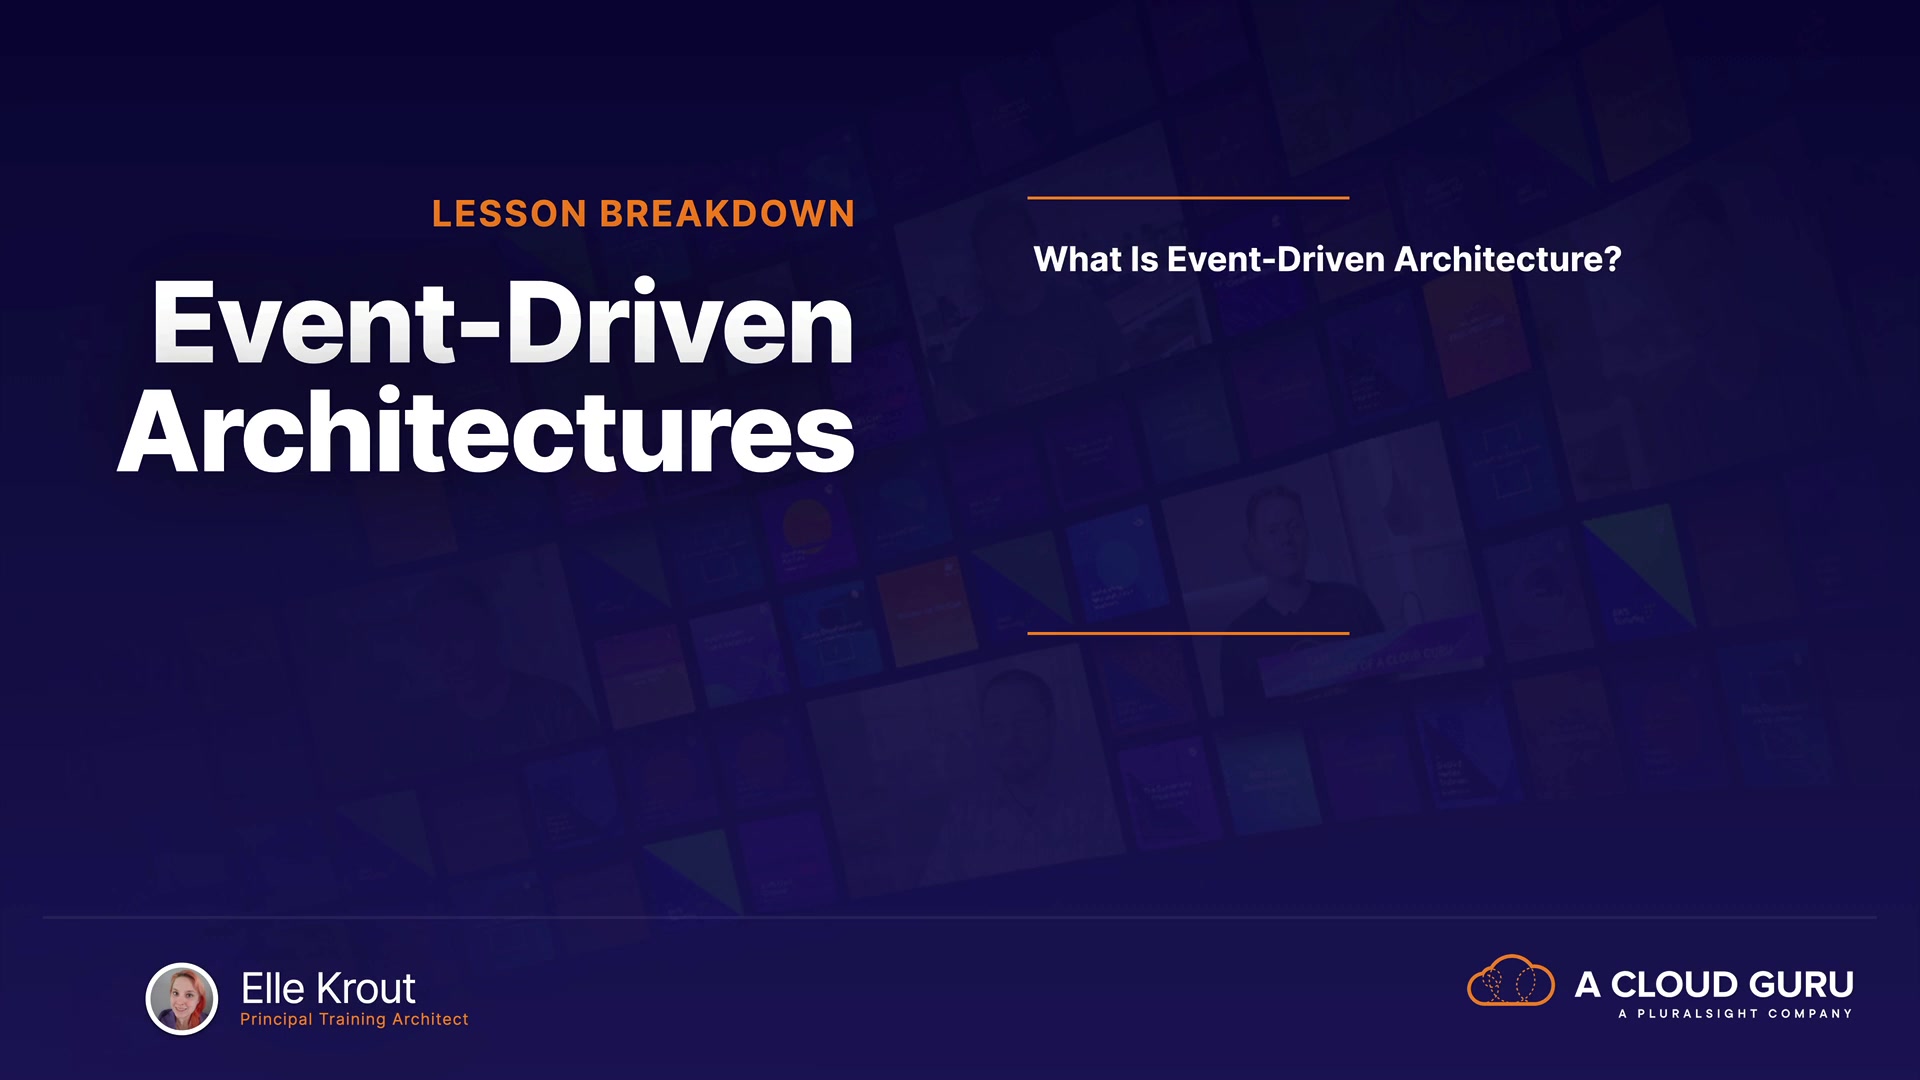 LESSON BREAKDOWN
Event-Driven
Architectures
What Is Event-Driven Architecture?
Elle Krout
Principal Training Architect
A CLOUD GURU
A PLURALSIGHT COMPANY